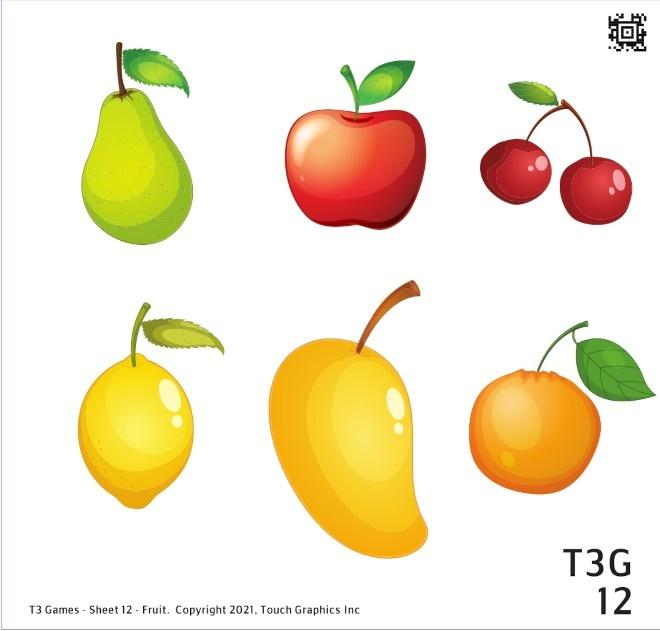 T3G
12
T3 Games - Sheet 12 - Fruit. Copyright 2021, Touch Graphics Inc